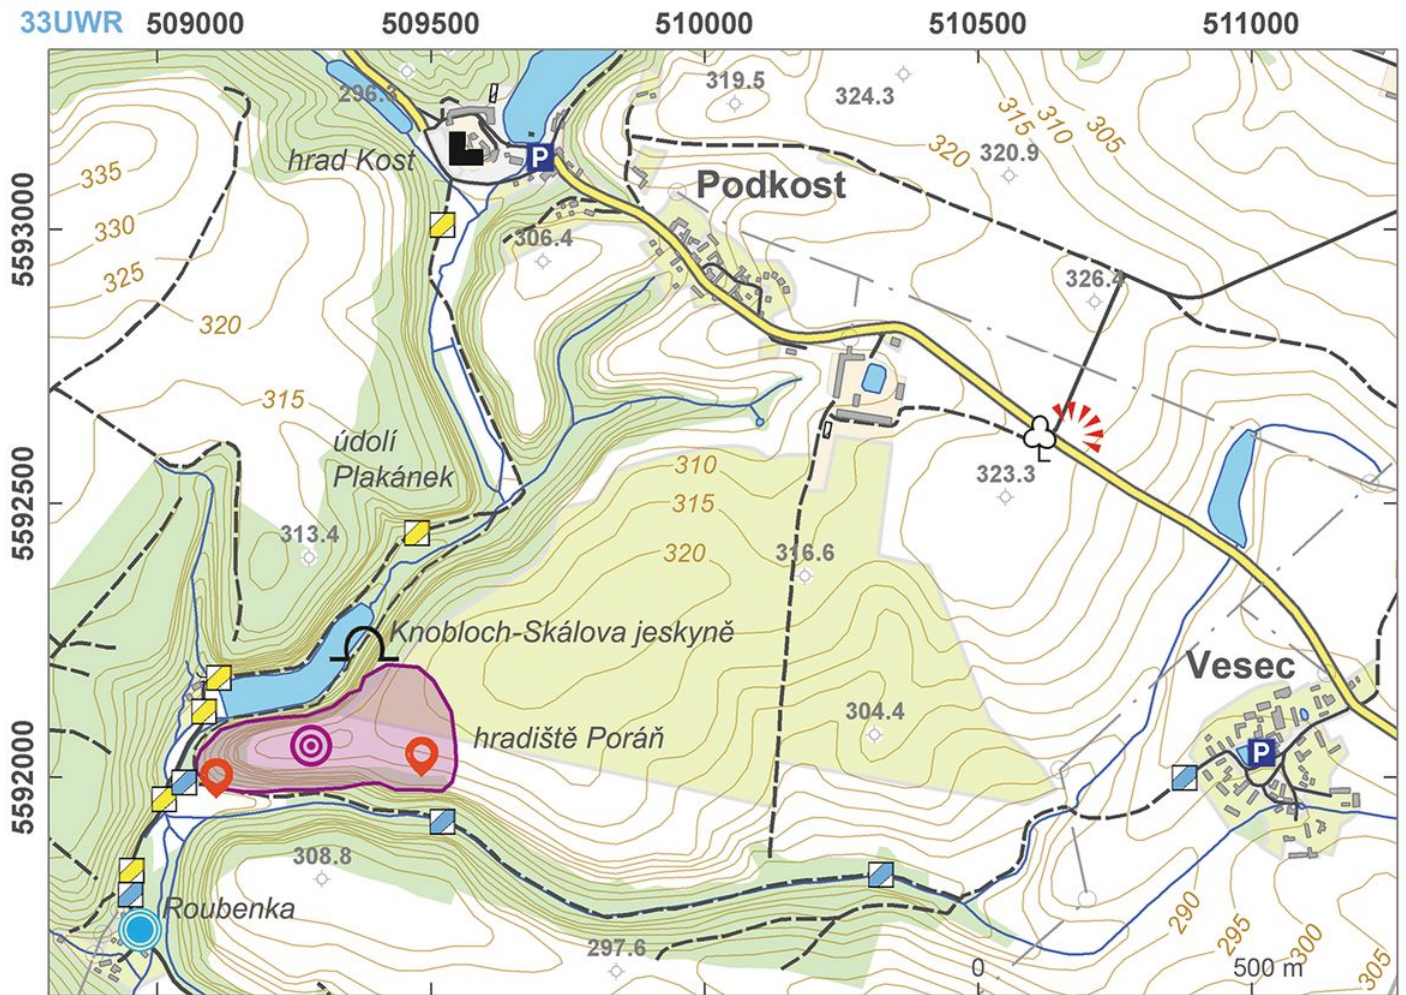 33UWR 509000 509500 510000 510500 511000
5593000
5592500
5592000
296.3
319.5
324.3
315
310
305
320
320.9
335
330
325
320
315
hrad Kost
P
Podkost
306.4
326.4
údolí
Plakánek
313.4
310
315
320
316.6
323.3
Knobloch-Skálova jeskyně
hradiště Poráň
304.4
Vesec
P
308.8
Roubenka
297.6
290
295
300
305
0 500 m